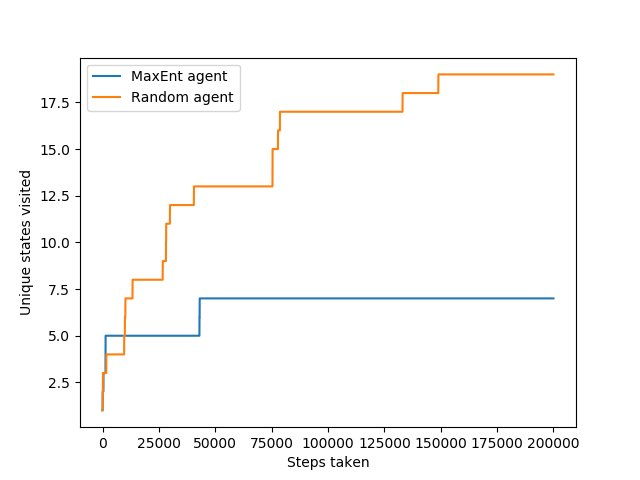 MaxEnt agent
Random agent
Unique states visited
17.5
15.0
12.5
10.0
7.5
5.0
2.5
0 25000 50000 75000 100000 125000 150000 175000 200000
Steps taken